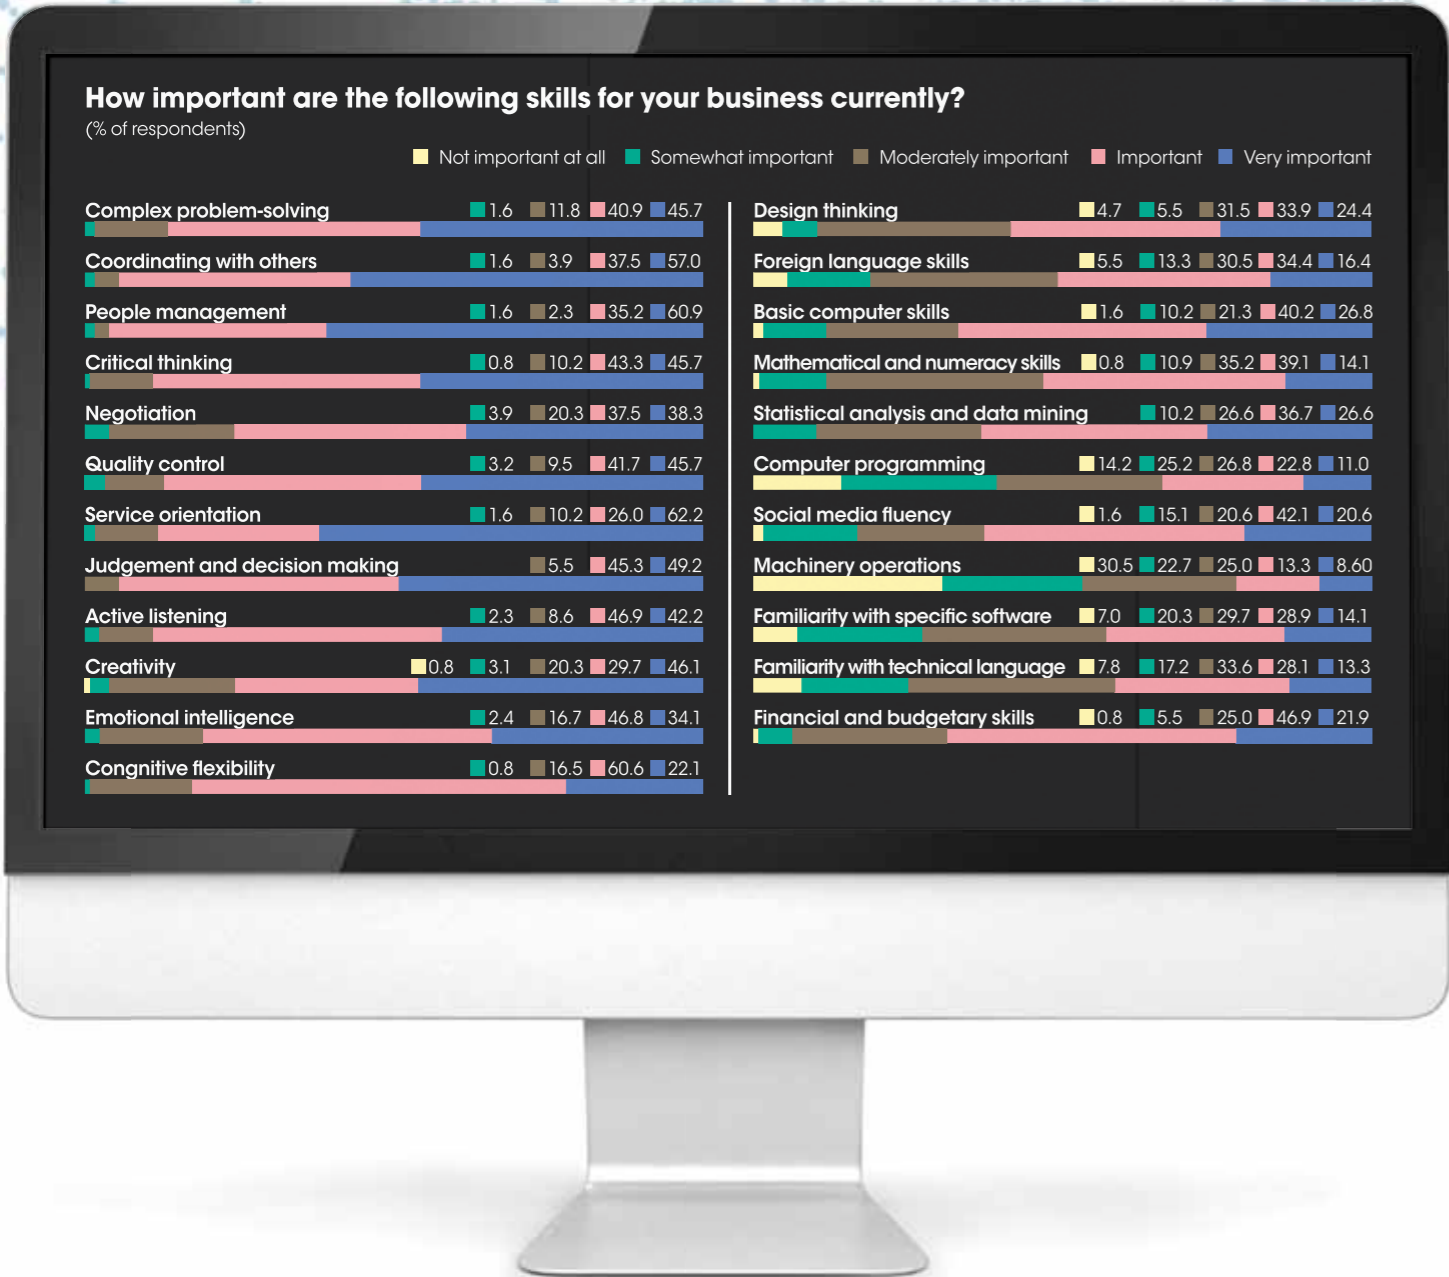 How important are the following skills for your business currently?
(% of respondents)
Not important at all Somewhat important Moderately important Important Very important
Complex problem-solving 1.6 11.8 40.9 45.7
Coordinating with others 1.6 3.9 37.5 57.0
People management 1.6 2.3 35.2 60.9
Critical thinking 0.8 10.2 43.3 45.7
Negotiation 3.9 20.3 37.5 38.3
Quality control 3.2 9.5 41.7 45.7
Service orientation 1.6 10.2 26.0 62.2
Judgement and decision making 5.5 45.3 49.2
Active listening 2.3 8.6 46.9 42.2
Creativity 0.8 3.1 20.3 29.7 46.1
Emotional intelligence 2.4 16.7 46.8 34.1
Congnitive flexibility 0.8 16.5 60.6 22.1
Design thinking 4.7 5.5 31.5 33.9 24.4
Foreign language skills 5.5 13.3 30.5 34.4 16.4
Basic computer skills 1.6 10.2 21.3 40.2 26.8
Mathematical and numeracy skills 0.8 10.9 35.2 39.1 14.1
Statistical analysis and data mining 10.2 26.6 36.7 26.6
Computer programming 14.2 25.2 26.8 22.8 11.0
Social media fluency 1.6 15.1 20.6 42.1 20.6
Machinery operations 30.5 22.7 25.0 13.3 8.60
Familiarity with specific software 7.0 20.3 29.7 28.9 14.1
Familiarity with technical language 7.8 17.2 33.6 28.1 13.3
Financial and budgetary skills 0.8 5.5 25.0 46.9 21.9